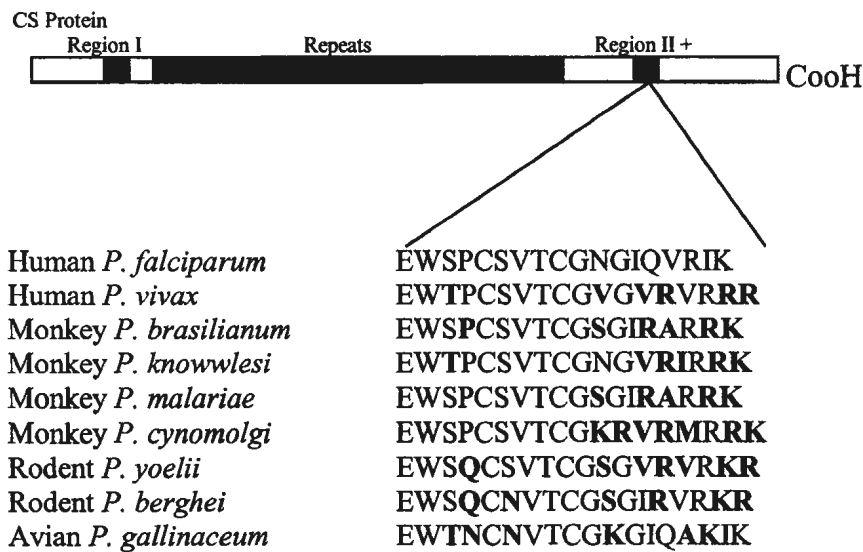 CS Protein
Region I Repeats Region II +
CooH
Human P. falciparum EWSPCSVTCGNGIQVRIK
Human P. vivax EWTPCSVTCGVGVRVRRR
Monkey P. brasilianum EWSPCSVTCGSGIRARRK
Monkey P. knowwlesi EWTPCSVTCGNGVRIRRK
Monkey P. malariae EWSPCSVTCGSGIRARRK
Monkey P. cynomolgi EWSPCSVTCGKRVRMRRK
Rodent P. yoelii EWSQCSVTCGSGVRVRKR
Rodent P. berghei EWSQCNVTCGSGIRVRKR
Avian P. gallinaceum EWTNCNVTCGKGIQAKIK